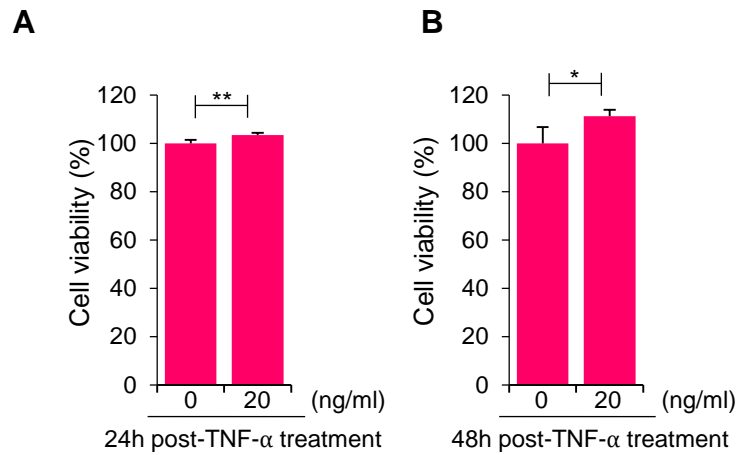 A
**
120
100
80
60
40
20
0
Cell viability (%)
0 20 (ng/ml)
24h post-TNF-α treatment
B
*
120
100
80
60
40
20
0
Cell viability (%)
0 20 (ng/ml)
48h post-TNF-α treatment